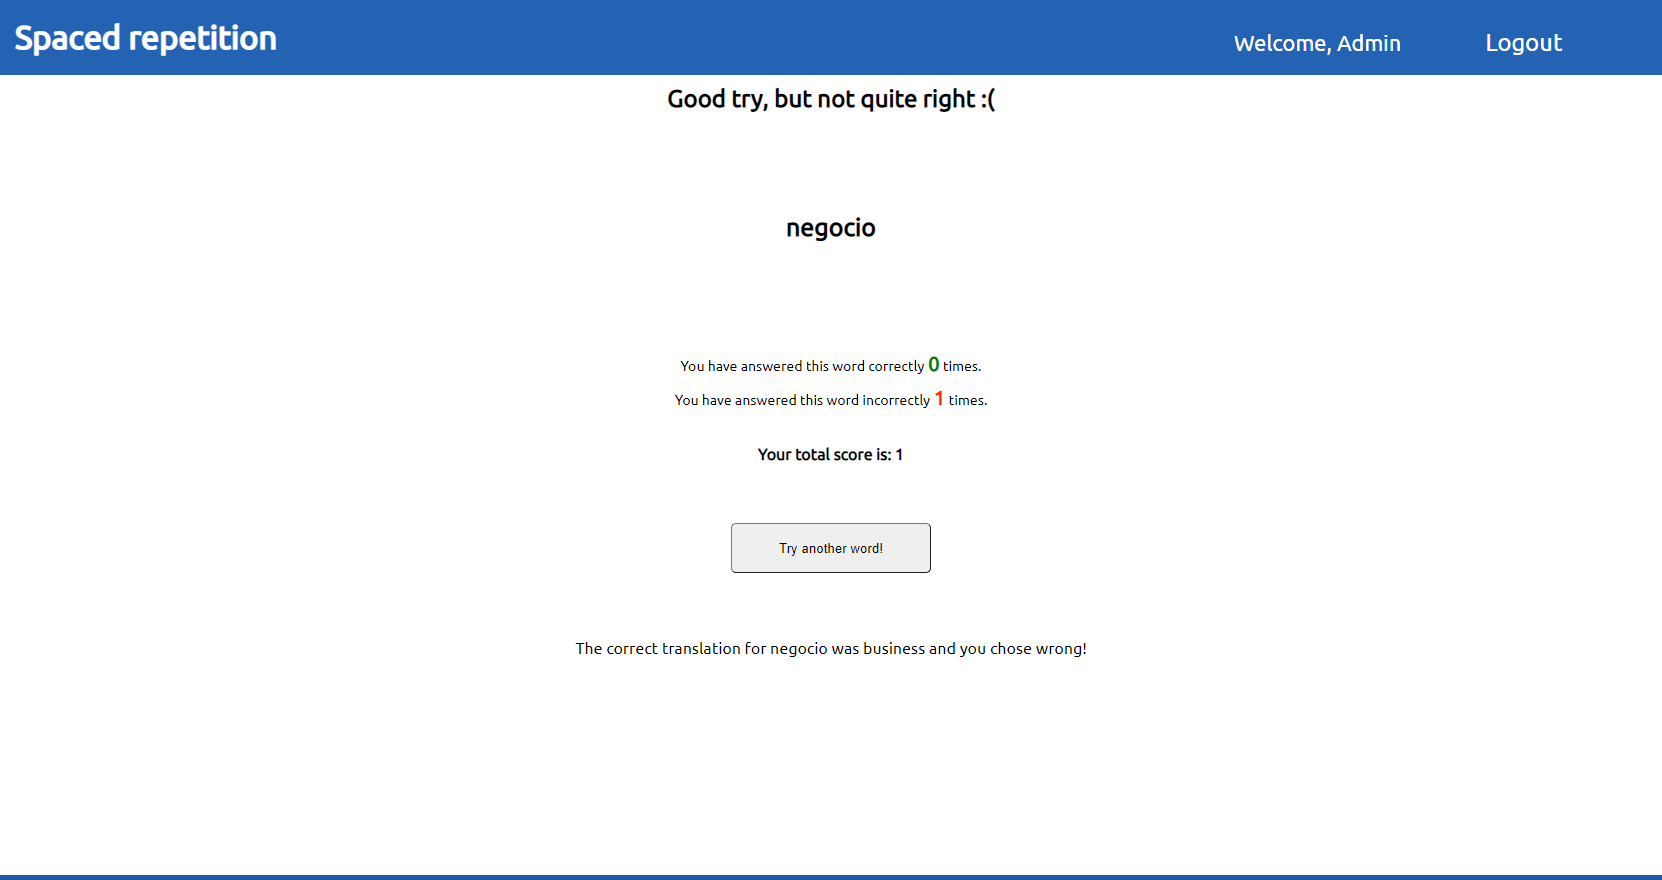 Spaced repetition
Welcome, Admin
Logout
Good try, but not quite right :(
negocio
You have answered this word correctly 0 times.
You have answered this word incorrectly 1 times.
Your total score is: 1
Try another word!
The correct translation for negocio was business and you chose wrong!